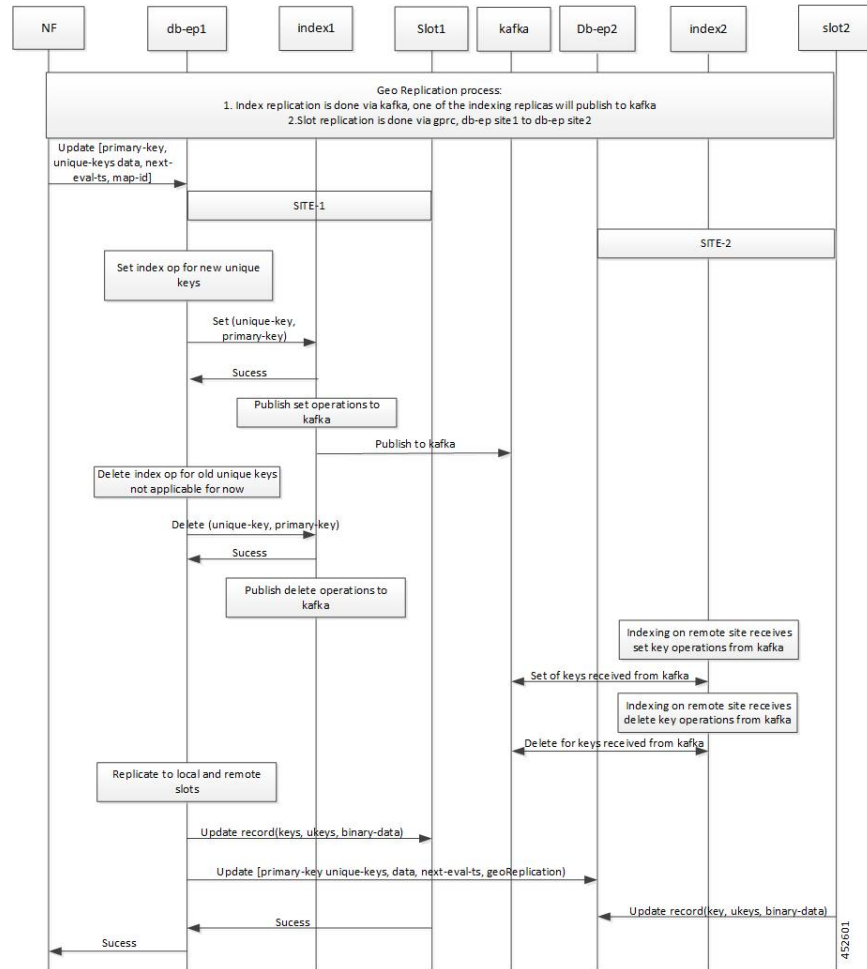 NF
db-ep1
index1
Slot1
kafka
Db-ep2
index2
slot2
Geo Replication process:
1. Index replication is done via kafka, one of the indexing replicas will publish to kafka
2.Slot replication is done via gprc, db-ep site1 to db-ep site2
Update [primary-key,
unique-keys data, next-
eval-ts, map-id]
SITE-1
SITE-2
Set index op for new unique
keys
Set (unique-key,
primary-key)
Sucess
Publish set operations to
kafka
Publish to kafka
Delete index op for old unique keys
not applicable for now
Delete (unique-key, primary-key)
Sucess
Publish delete operations to
kafka
Indexing on remote site receives
set key operations from kafka
Set of keys received from kafka
Indexing on remote site receives
delete key operations from kafka
Delete for keys received from kafka
Replicate to local and remote
slots
Update record(keys, ukeys, binary-data)
Update [primary-key unique-keys, data, next-eval-ts, geoReplication)
Update record(key, ukeys, binary-data)
Sucess
Sucess
452601